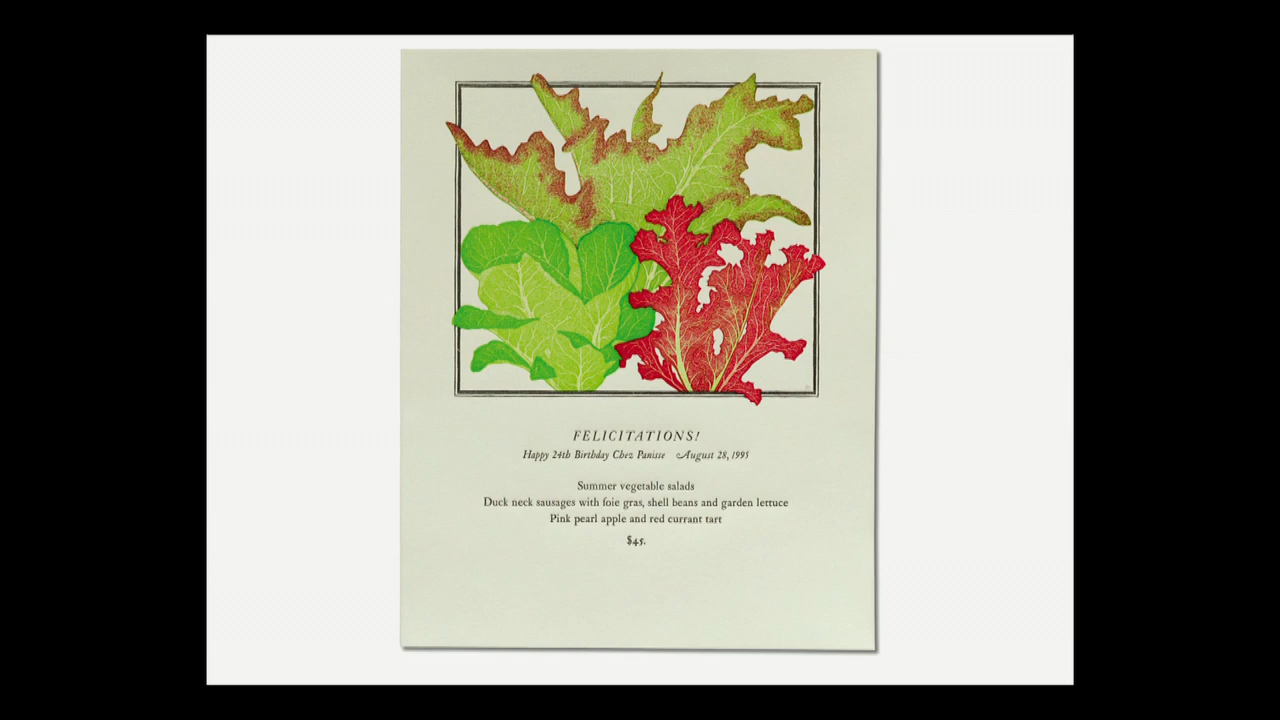 FELICITATIONS!
Happy 24th Birthday Chez Panisse August 28, 1995
Summer vegetable salads
Duck neck sausages with foie gras, shell beans and garden lettuce
Pink pearl apple and red currant tart
$45.